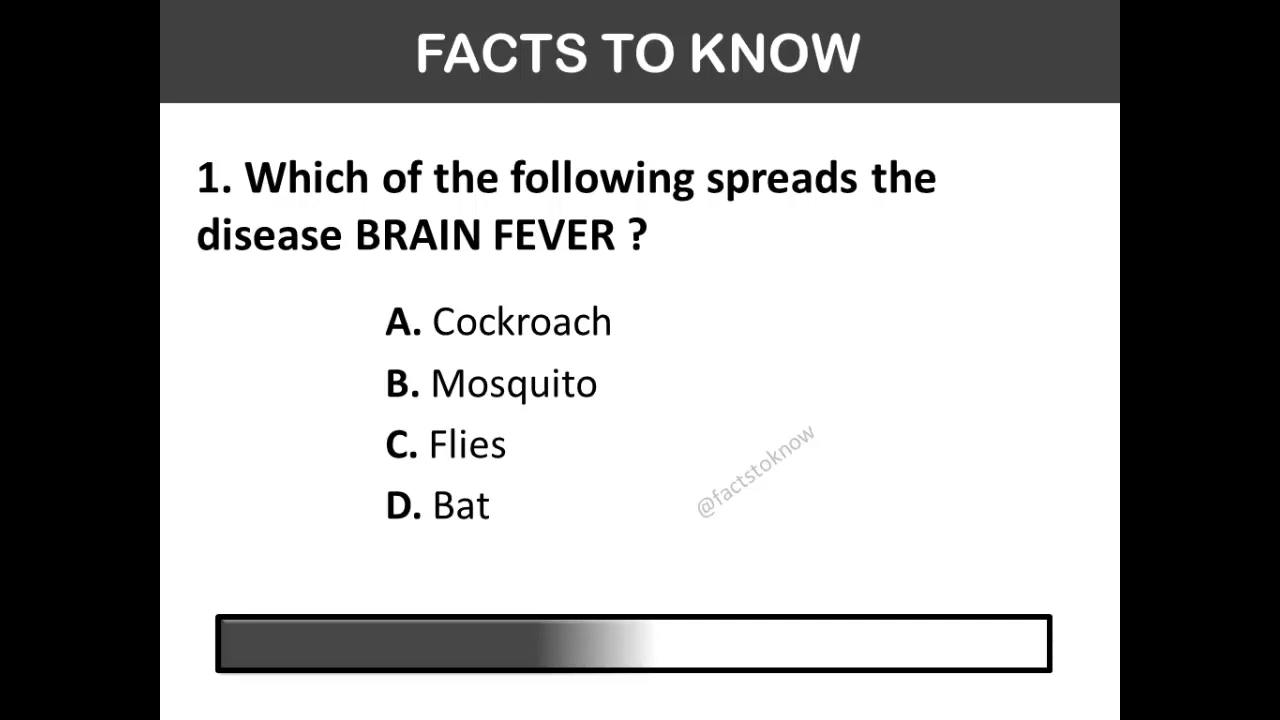 FACTS TO KNOW
1. Which of the following spreads the
disease BRAIN FEVER ?
A. Cockroach
B. Mosquito
C. Flies
D. Bat
@factstoknow